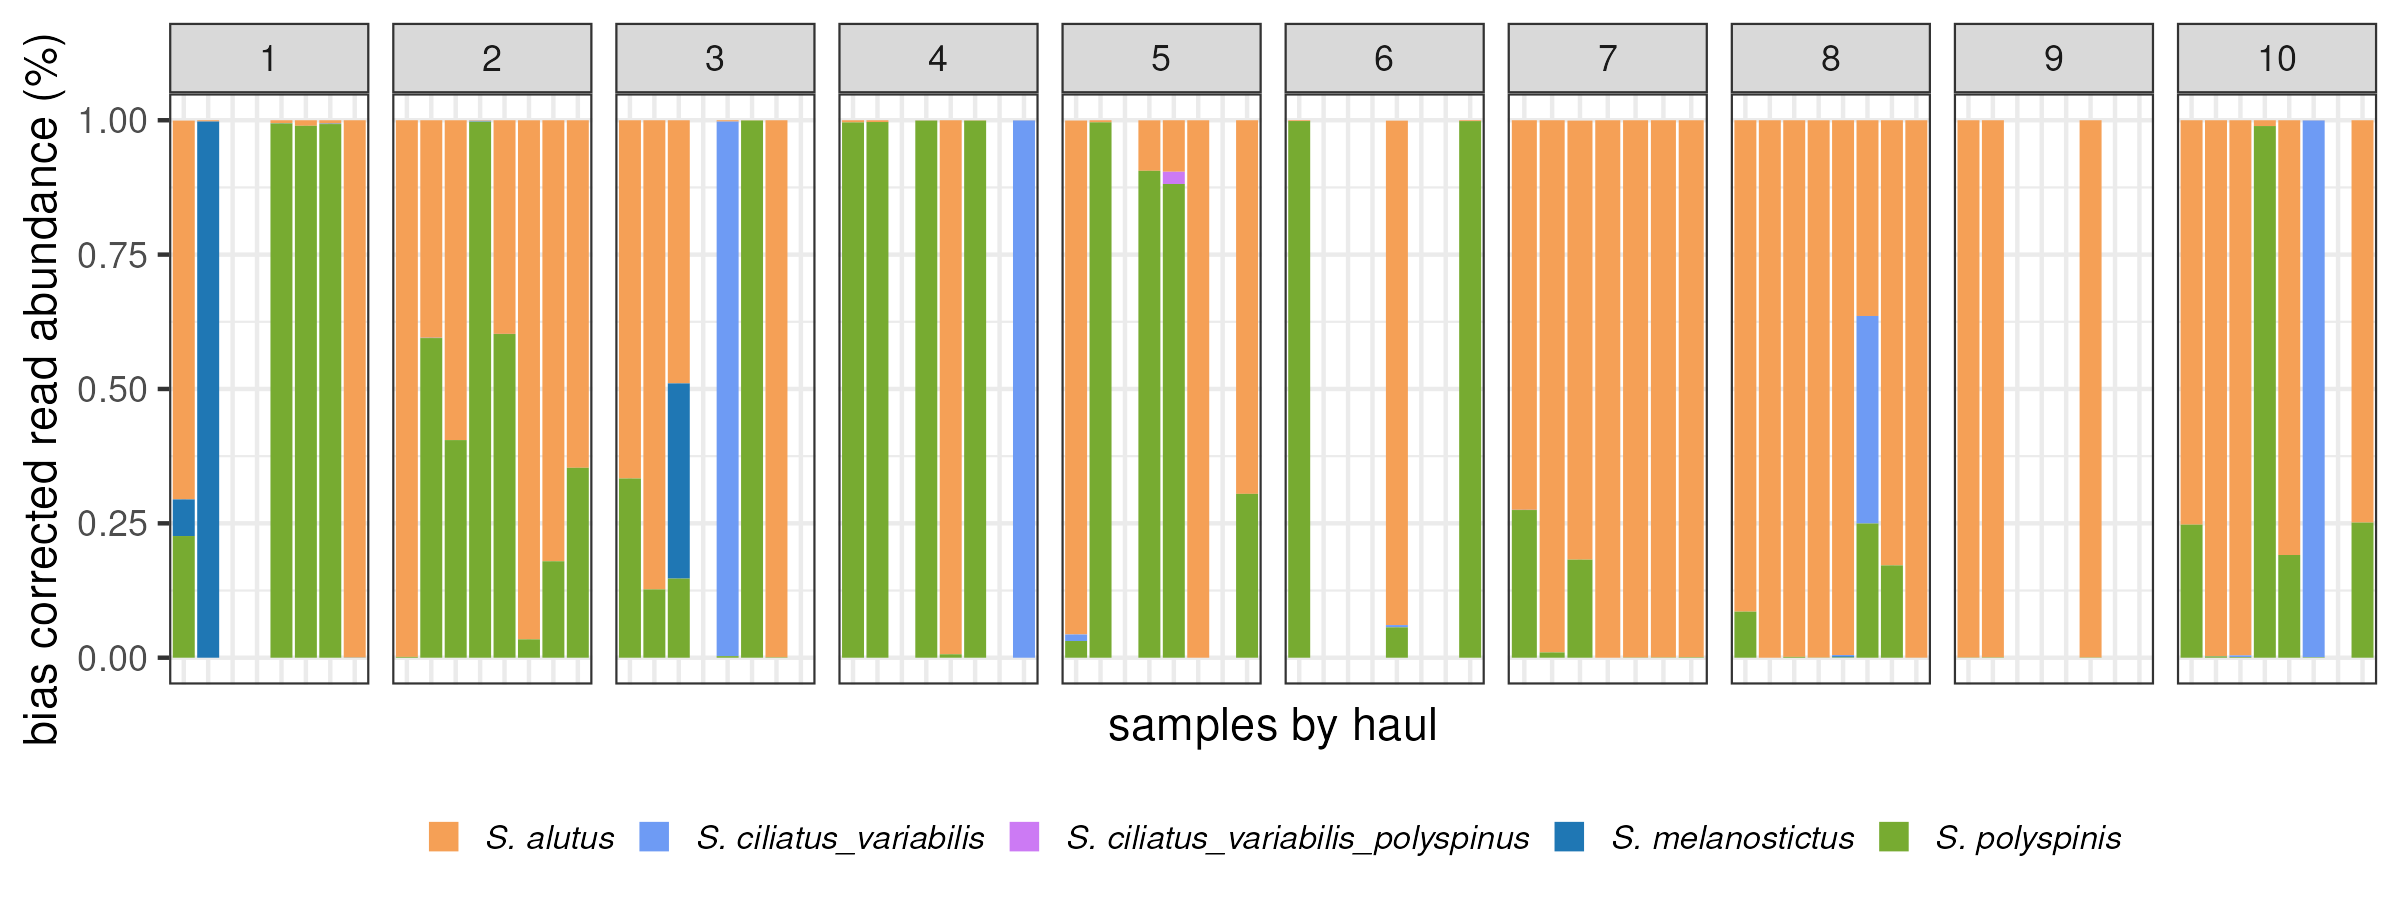 1 2 3 4 5 6 7 8 9 10
bias corrected read abundance (%)
1.00
0.75
0.50
0.25
0.00
samples by haul
S. alutus S. ciliatus_variabilis S. ciliatus_variabilis_polyspinus S. melanostictus S. polyspinis